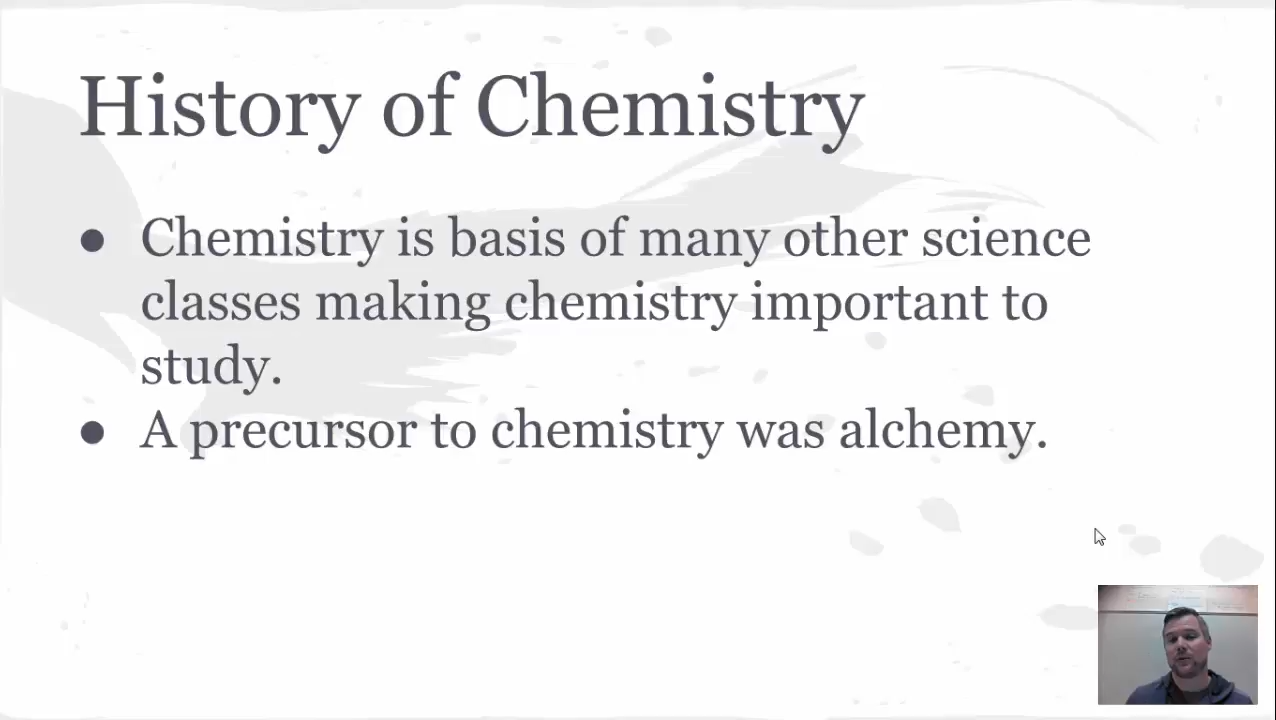 History of Chemistry
● Chemistry is basis of many other science
classes making chemistry important to
study.
● A precursor to chemistry was alchemy.